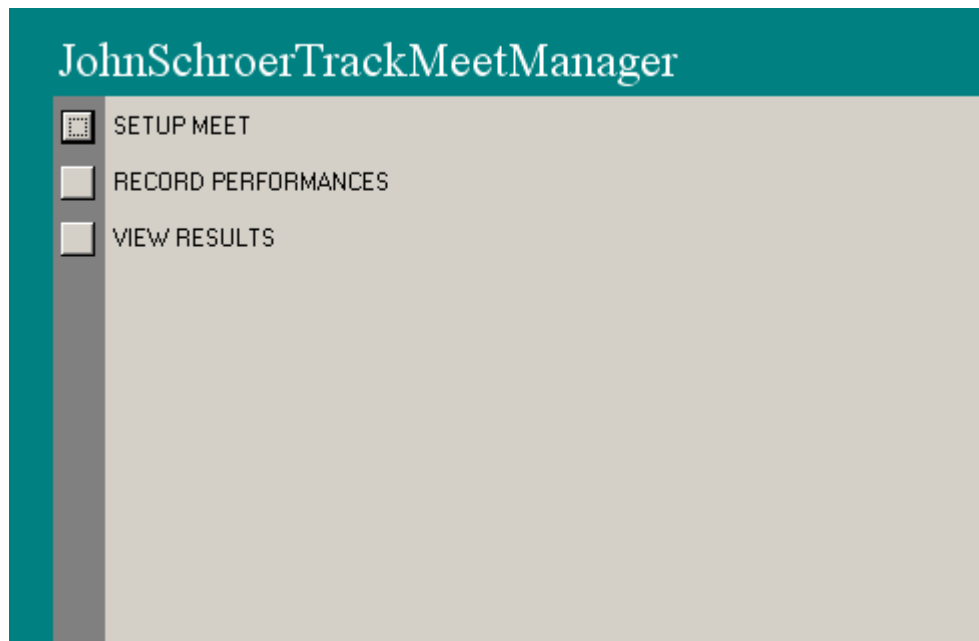 JohnSchroerTrackMeetManager
SETUP MEET
RECORD PERFORMANCES
VIEW RESULTS